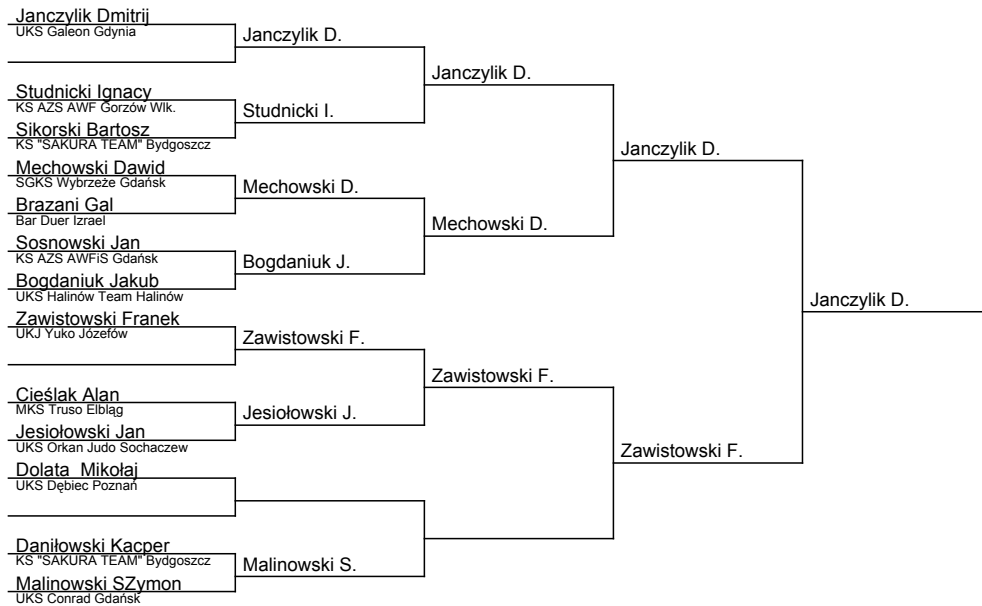 Janczylik Dmitrij
UKS Galeon Gdynia
Janczylik D.
Janczylik D.
Studnicki Ignacy
KS AZS AWF Gorzów Wlk.
Studnicki I.
Sikorski Bartosz
KS "SAKURA TEAM" Bydgoszcz
Janczylik D.
Mechowski Dawid
SGKS Wybrzeże Gdańsk
Mechowski D.
Brazani Gal
Bar Duer Izrael
Mechowski D.
Sosnowski Jan
KS AZS AWFiS Gdańsk
Bogdaniuk J.
Bogdaniuk Jakub
UKS Halinów Team Halinów
Janczylik D.
Zawistowski Franek
UKJ Yuko Józefów
Zawistowski F.
Zawistowski F.
Cieślak Alan
MKS Truso Elbląg
Jesiołowski J.
Jesiołowski Jan
UKS Orkan Judo Sochaczew
Zawistowski F.
Dolata  Mikołaj
UKS Dębiec Poznań
Daniłowski Kacper
KS "SAKURA TEAM" Bydgoszcz
Malinowski S.
Malinowski SZymon
UKS Conrad Gdańsk